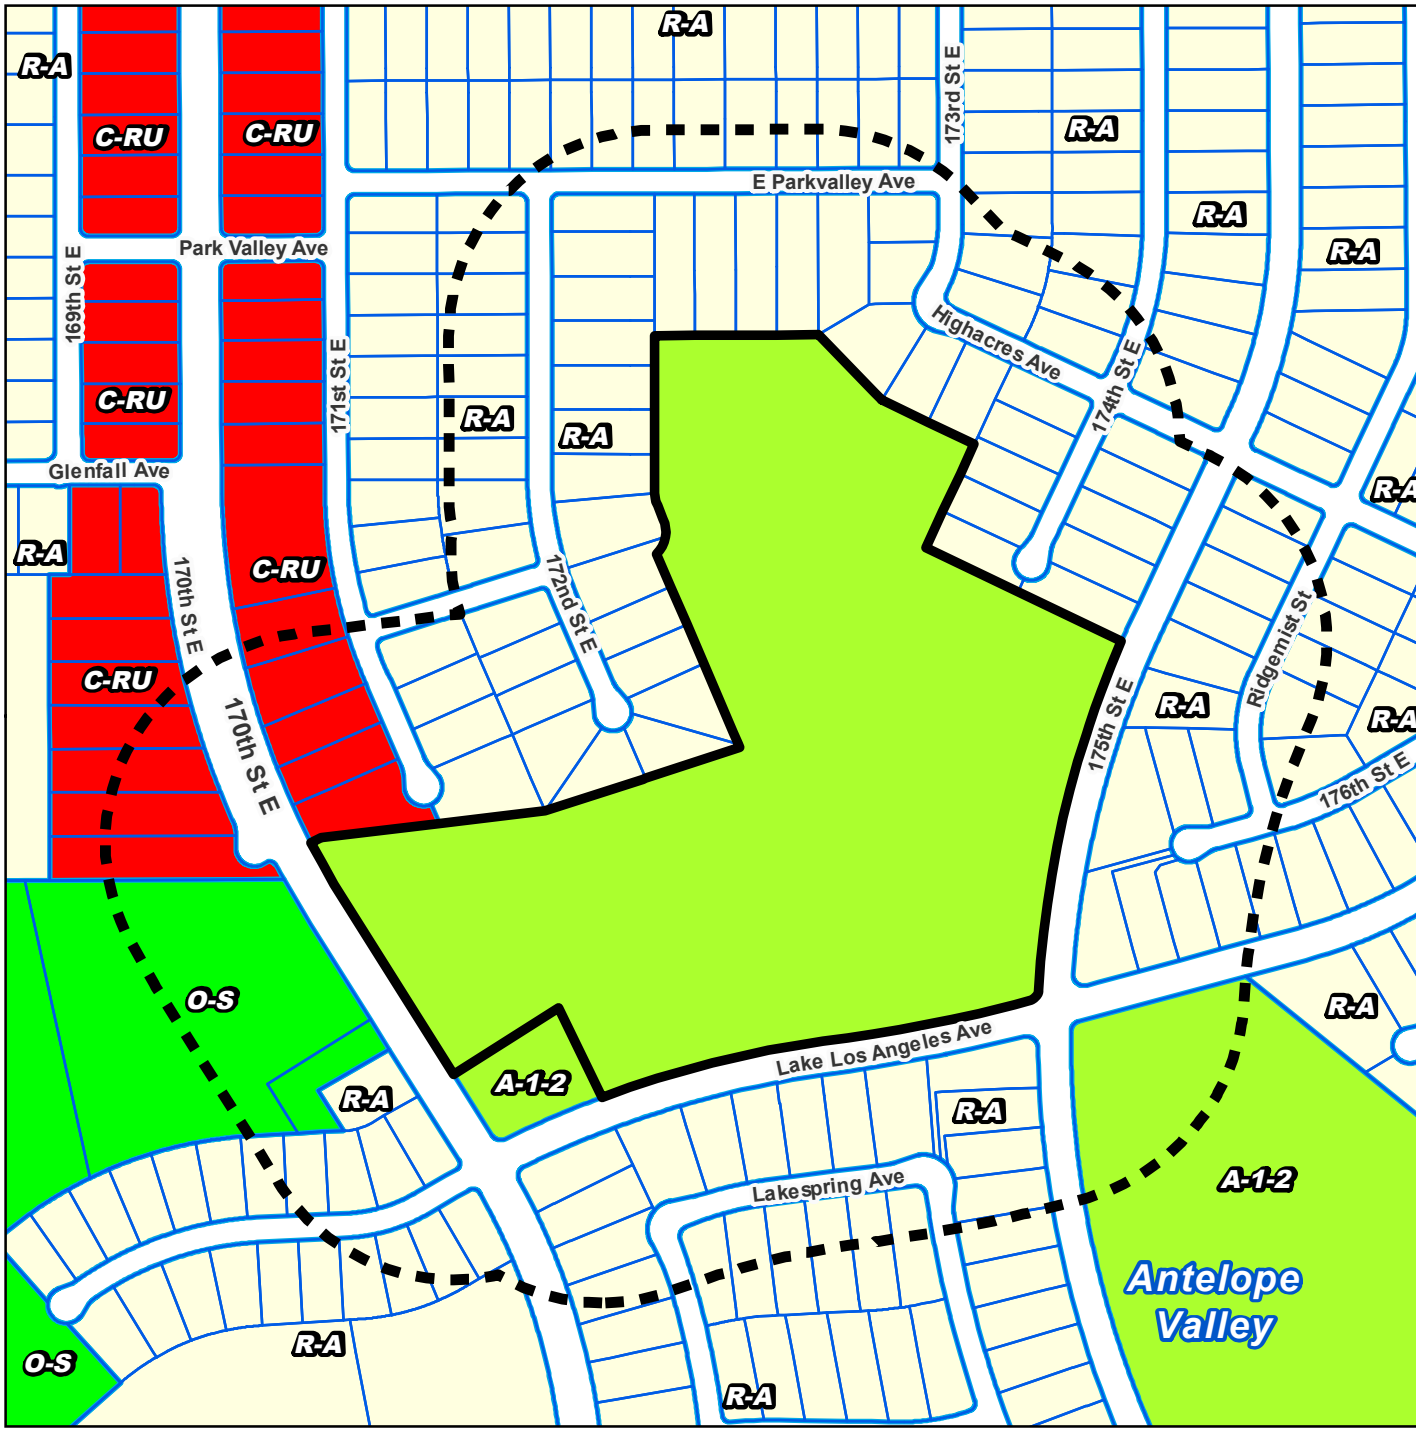 R-A
R-A
C-RU
C-RU
173rd St E
R-A
E Parkvalley Ave
R-A
Park Valley Ave
R-A
169th St E
Highacres Ave
171st St E
174th St E
C-RU
R-A
R-A
Glenfall Ave
R-A
R-A
C-RU
170th St E
172nd St E
Ridgemist St
C-RU
R-A
R-A
170th St E
175th St E
176th St E
O-S
R-A
Lake Los Angeles Ave
A-1-2
R-A
R-A
Lakespring Ave
A-1-2
Antelope
Valley
R-A
O-S
R-A